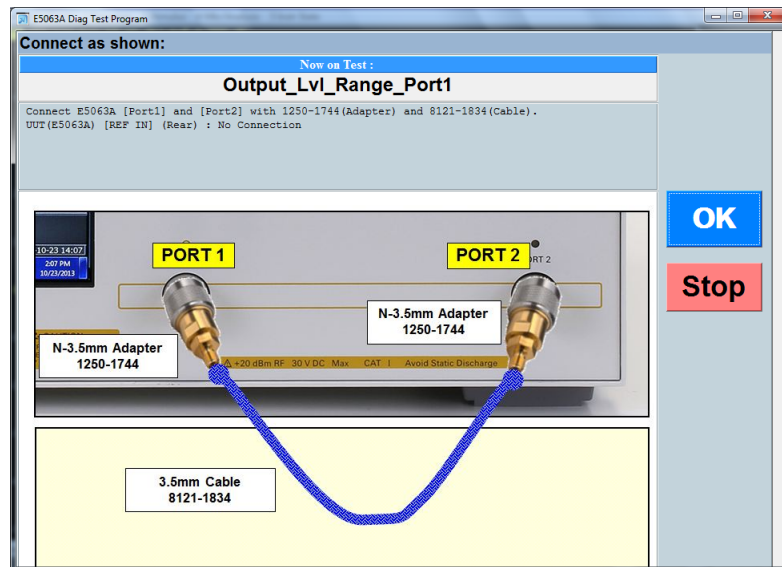 E5063A Diag Test Program
Connect as shown:
Now on Test :
Output_Lvl_Range_Port1
Connect E5063A [Port1] and [Port2] with 1250-1744(Adapter) and 8121-1834(Cable).
UUT(E5063A) [REF IN] (Rear) : No Connection
OK
Stop
10-23 14:07
2:07 PM
10/23/2013
PORT 1
PORT 2
RT 2
N-3.5mm Adapter
1250-1744
N-3.5mm Adapter
1250-1744
+20 dBm RF 30 V DC Max CAT I Avoid Static Discharge
3.5mm Cable
8121-1834